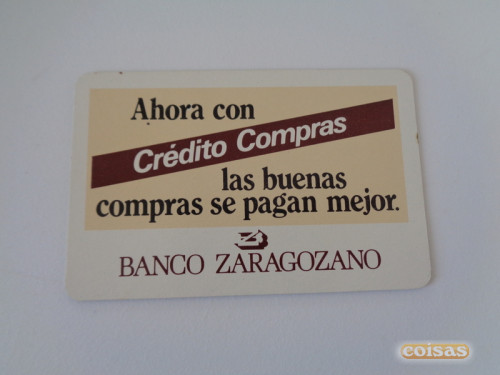 Ahora con
Crédito Compras
las buenas
compras se pagan mejor.
BANCO ZARAGOZANO
coisas